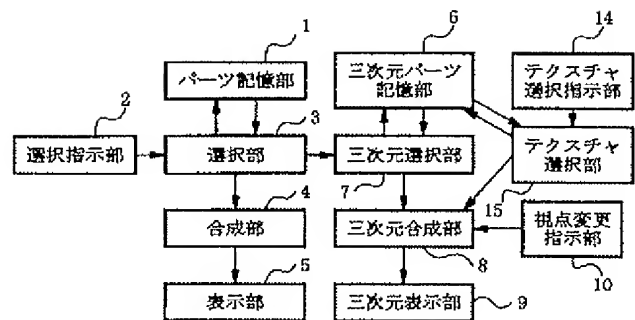 1
パーツ記憶部
6
三次元パーツ
記憶部
14
テクスチャ
選択指示部
2
選択指示部
3
選択部
三次元選択部
7
テクスチャ
選択部
15
4
合成部
三次元合成部
8
視点変更
指示部
10
5
表示部
三次元表示部
9